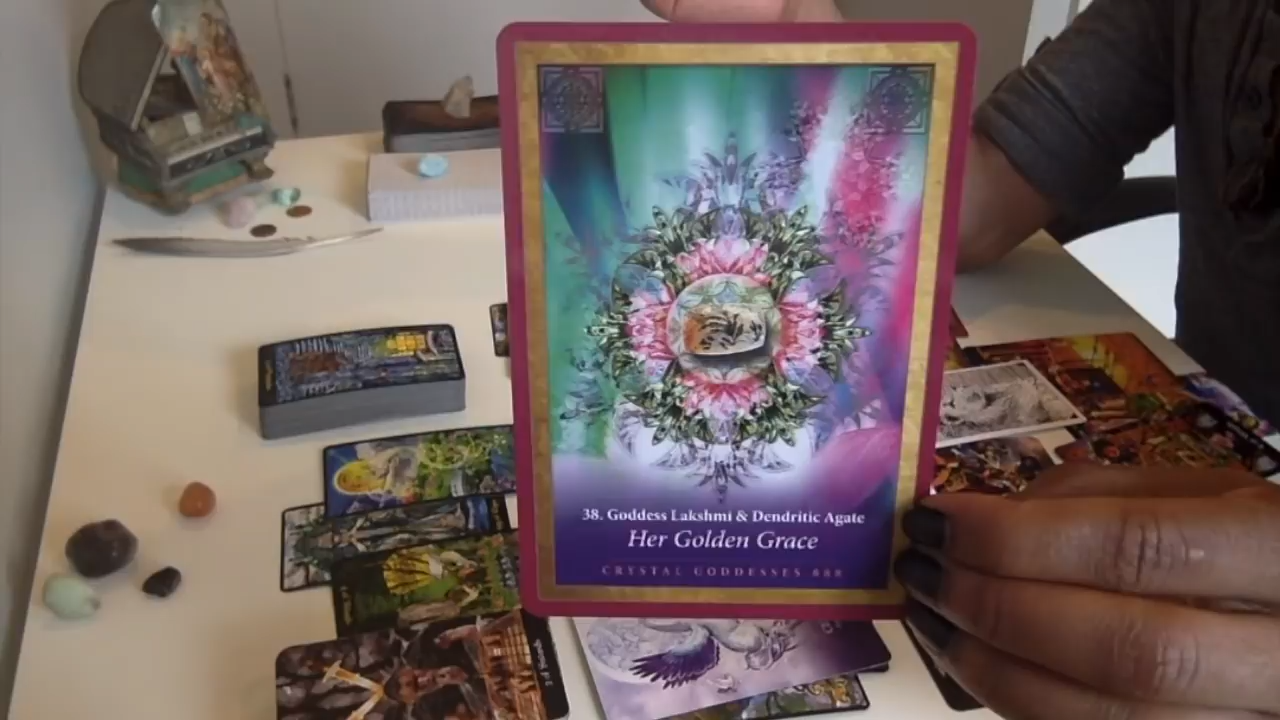 38. Goddess Lakshmi & Dendritic Agate
Her Golden Grace
CRYSTAL GODDESSES 888